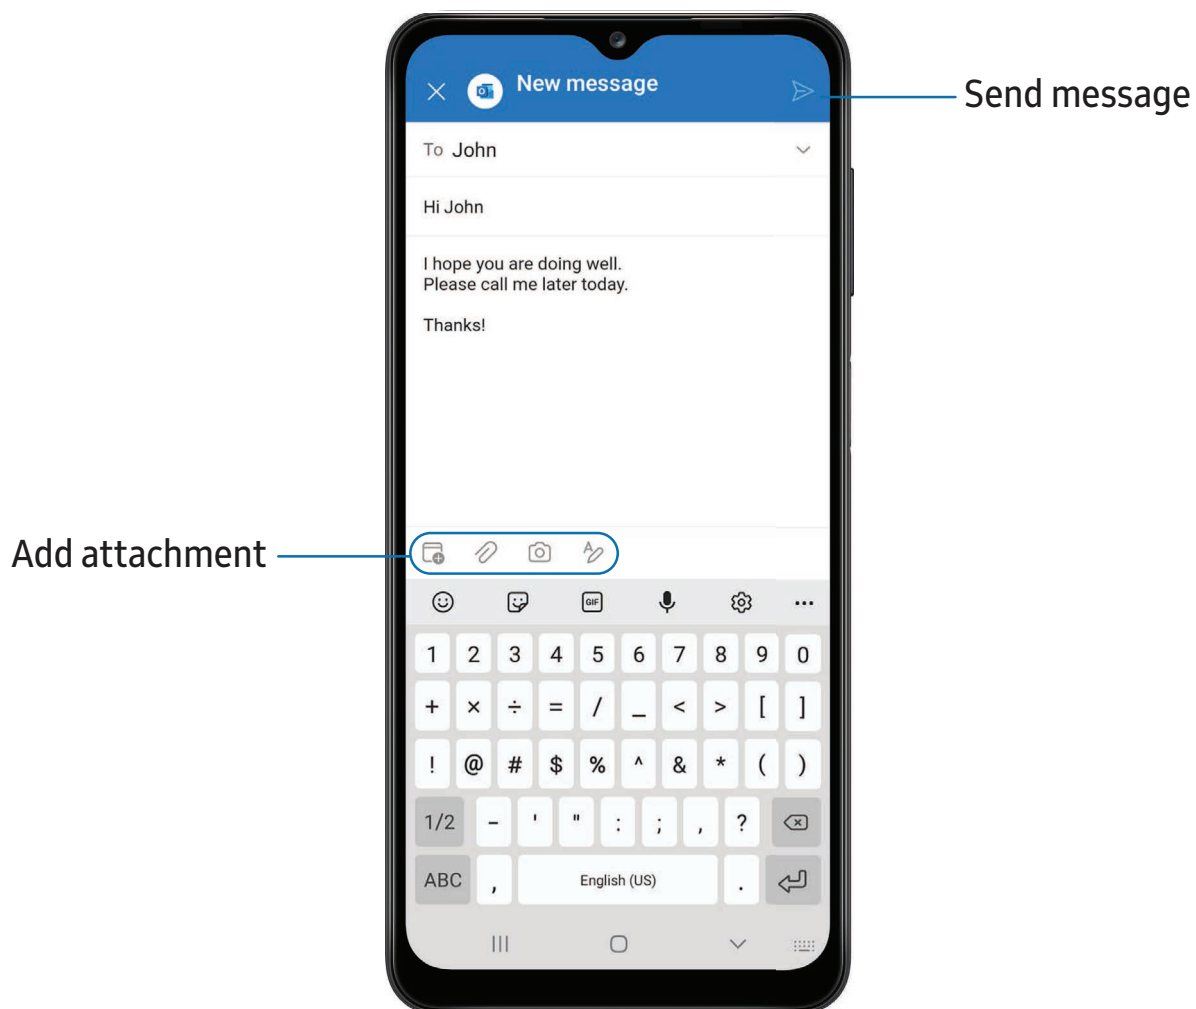 New message
Send message
To John
Hi John
I hope you are doing well.
Please call me later today.
Thanks!
Add attachment
GIF
1 2 3 4 5 6 7 8 9 0
+ × ÷ = / _ < > [ ]
! @ # $ % ^ & * ( )
1/2 - ' " : ; , ?
ABC , English (US) .